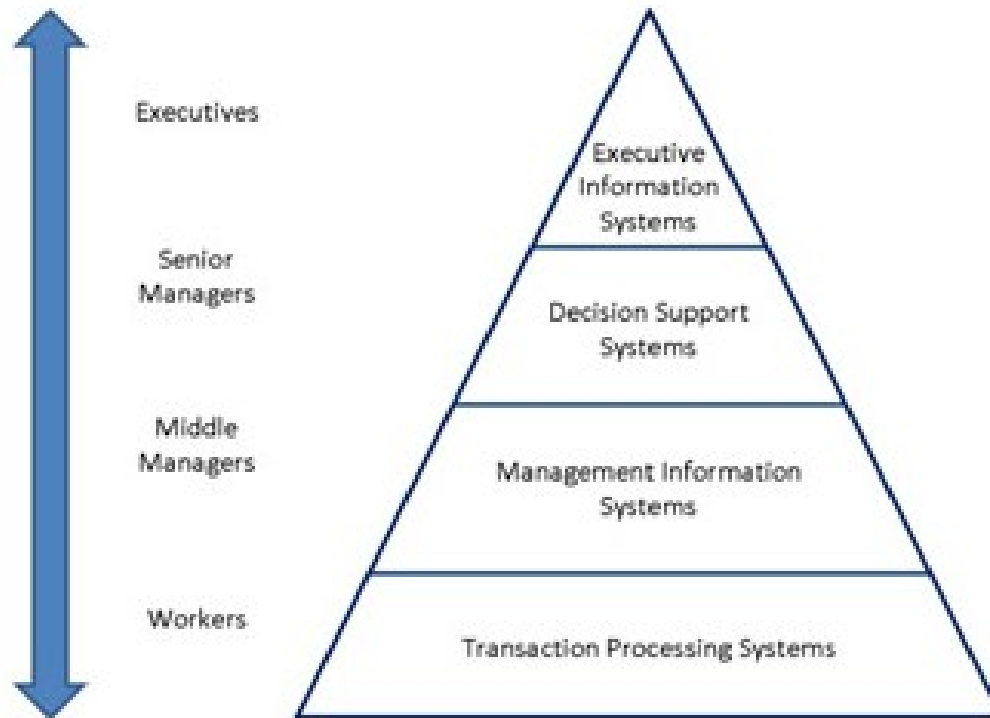 Executives
Executive
Information
Systems
Senior
Managers
Decision Support
Systems
Middle
Managers
Management Information
Systems
Workers
Transaction Processing Systems